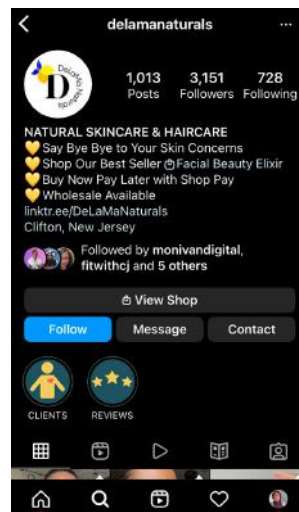 delamanaturals
DeLaMa
D
Naturals
1,013 3,151 728
Posts Followers Following
NATURAL SKINCARE & HAIRCARE
💛Say Bye Bye to Your Skin Concerns
💛Shop Our Best Seller 🛍Facial Beauty Elixir
💛Buy Now Pay Later with Shop Pay
💛Wholesale Available
linktr.ee/DeLaMaNaturals
Clifton, New Jersey
Followed by monivandigital,
fitwithcj and 5 others
View Shop
Follow Message Contact
CLIENTS REVIEWS